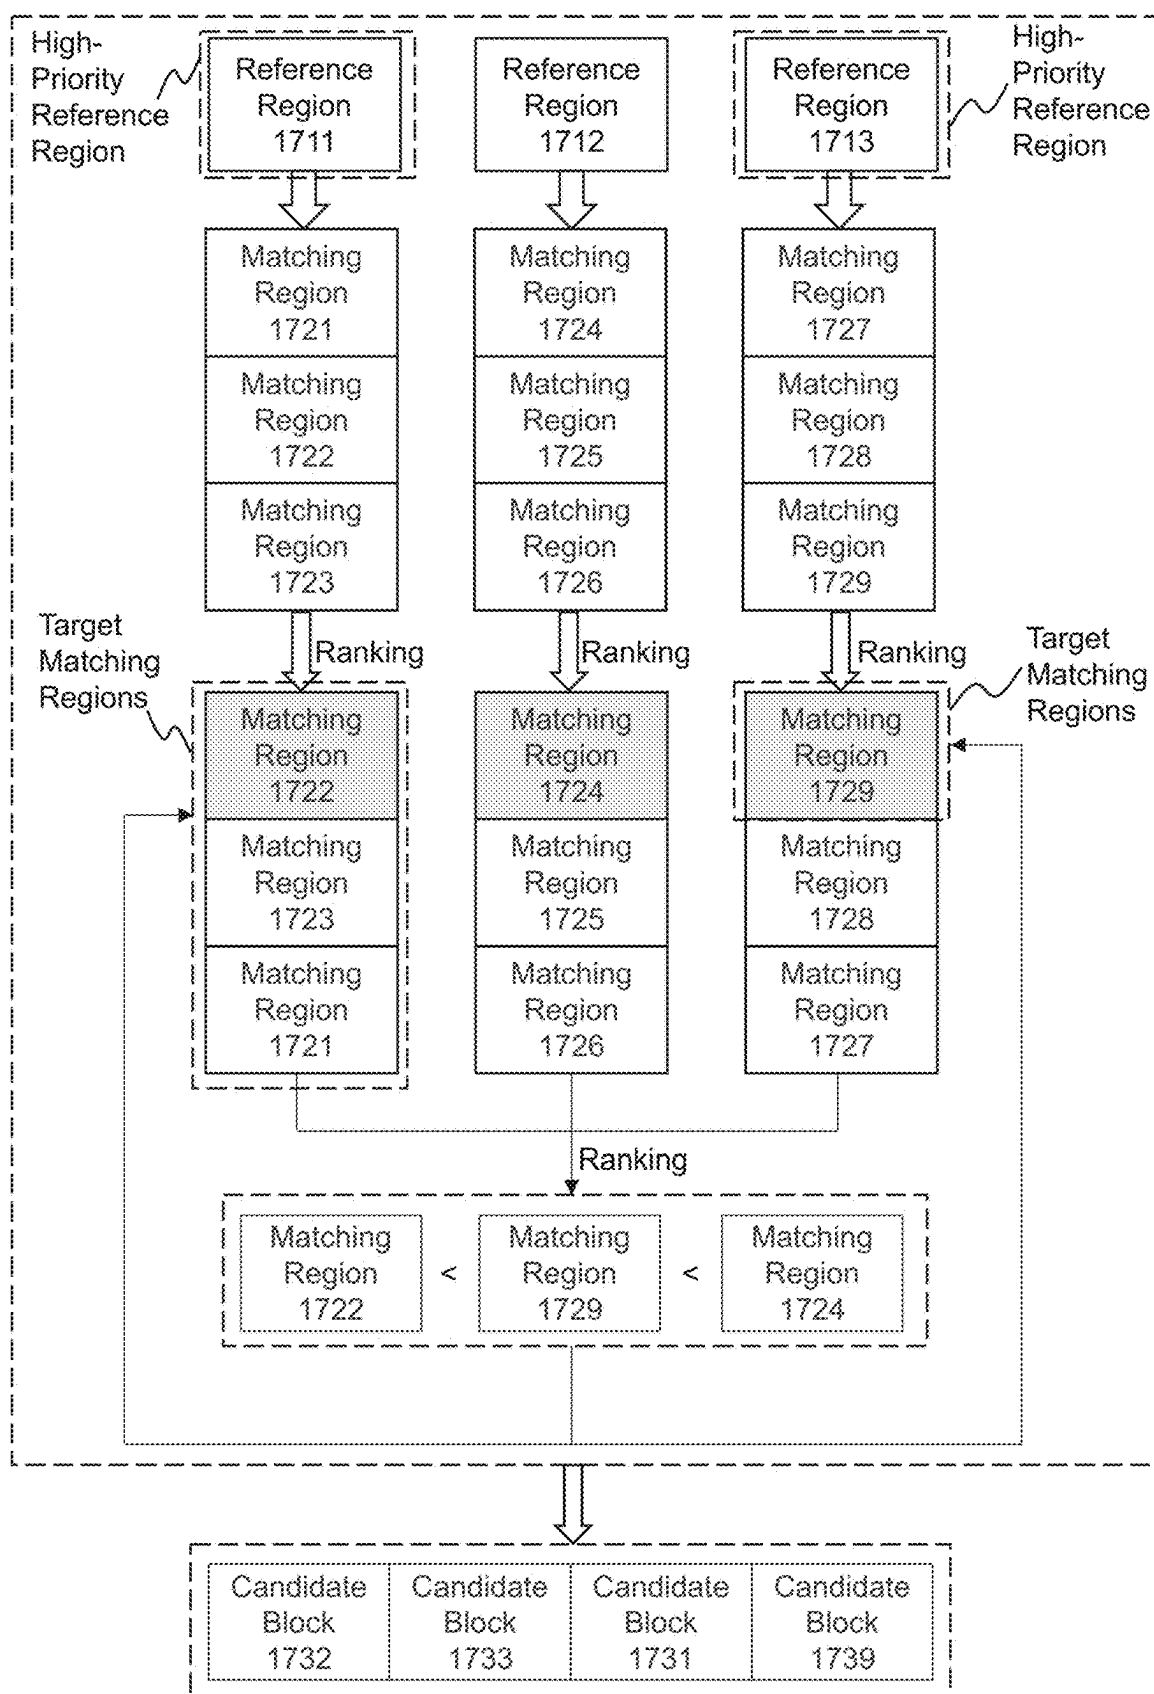 High-
Priority
Reference
Region
Reference
Region
1711
Reference
Region
1712
Reference
Region
1713
High-
Priority
Reference
Region
Matching
Region
1721
Matching
Region
1724
Matching
Region
1727
Matching
Region
1722
Matching
Region
1725
Matching
Region
1728
Matching
Region
1723
Matching
Region
1726
Matching
Region
1729
Target
Matching
Regions
Ranking
Ranking
Ranking
Target
Matching
Regions
Matching
Region
1722
Matching
Region
1724
Matching
Region
1729
Matching
Region
1723
Matching
Region
1725
Matching
Region
1728
Matching
Region
1721
Matching
Region
1726
Matching
Region
1727
Ranking
Matching
Region
1722
<
Matching
Region
1729
<
Matching
Region
1724
Candidate
Block
1732
Candidate
Block
1733
Candidate
Block
1731
Candidate
Block
1739